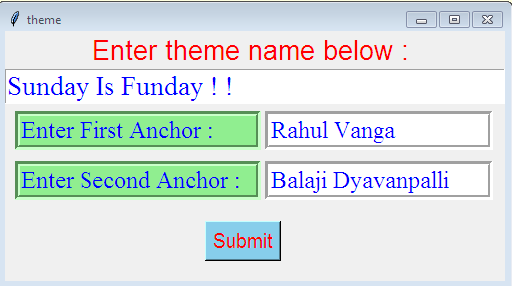 theme
Enter theme name below :
Sunday Is Funday ! !
Enter First Anchor : Rahul Vanga
Enter Second Anchor : Balaji Dyavanpalli
Submit